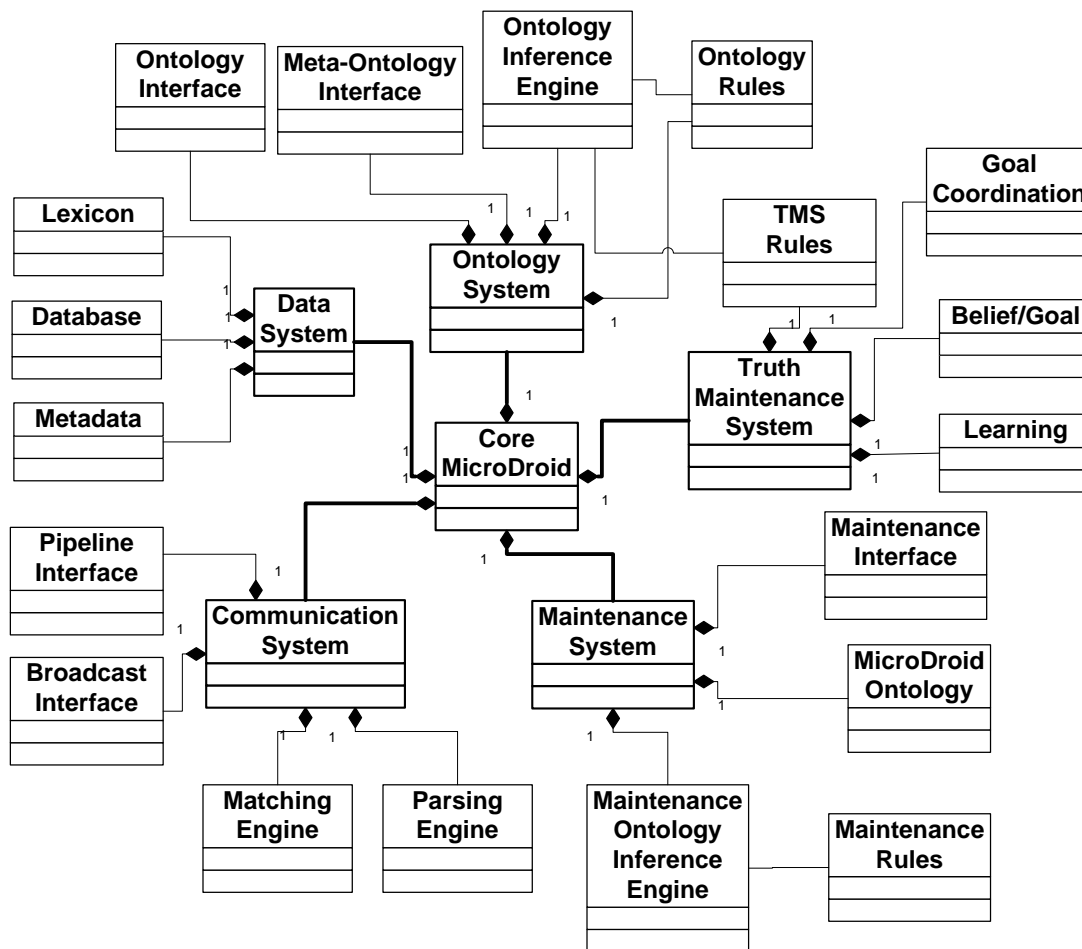 Ontology
Interface
Meta-Ontology
Interface
Ontology
Inference
Engine
Ontology
Rules
Goal
Coordination
Lexicon
TMS
Rules
1
1
1
Ontology
System
1
Data
System
1
1
1
Database
Belief/Goal
1
1
Metadata
Truth
Maintenance
System
1
Core
MicroDroid
Learning
1
1
1
1
1
1
Pipeline
Interface
Maintenance
Interface
1
1
Communication
System
Maintenance
System
1
1
Broadcast
Interface
MicroDroid
Ontology
1
1
1
1
Matching
Engine
Parsing
Engine
Maintenance
Ontology
Inference
Engine
Maintenance
Rules